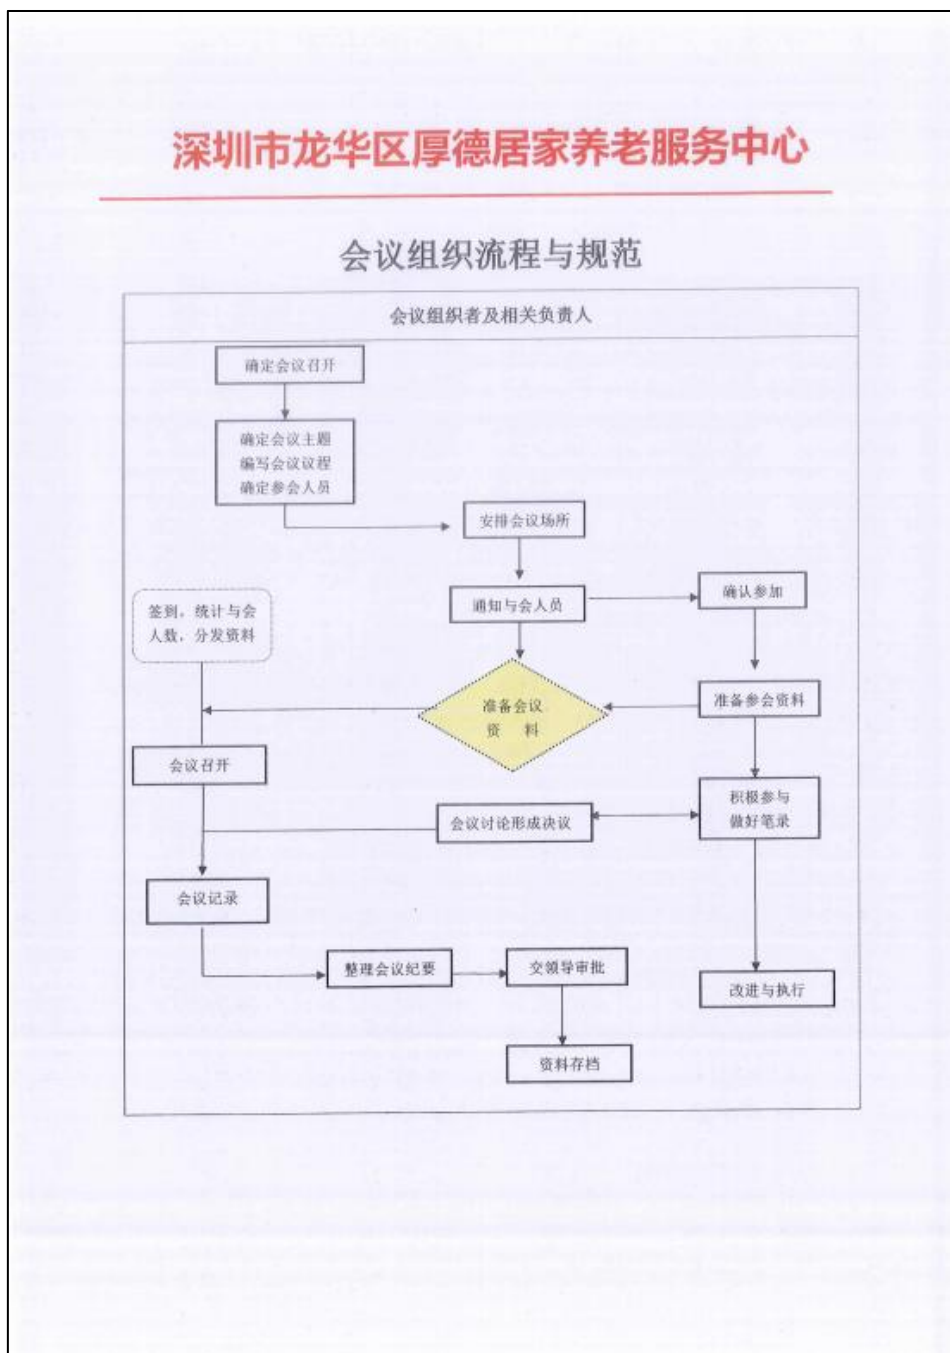 深圳市龙华区厚德居家养老服务中心
会议组织流程与规范
会议组织者及相关负责人
确定会议召开
确定会议主题
编写会议议程
确定参会人员
安排会议场所
通知与会人员
确认参加
签到，统计与会
人数，分发资料
准备会议
资 料
准备参会资料
会议召开
积极参与
做好笔录
会议讨论形成决议
会议记录
整理会议纪要
交领导审批
改进与执行
资料存档